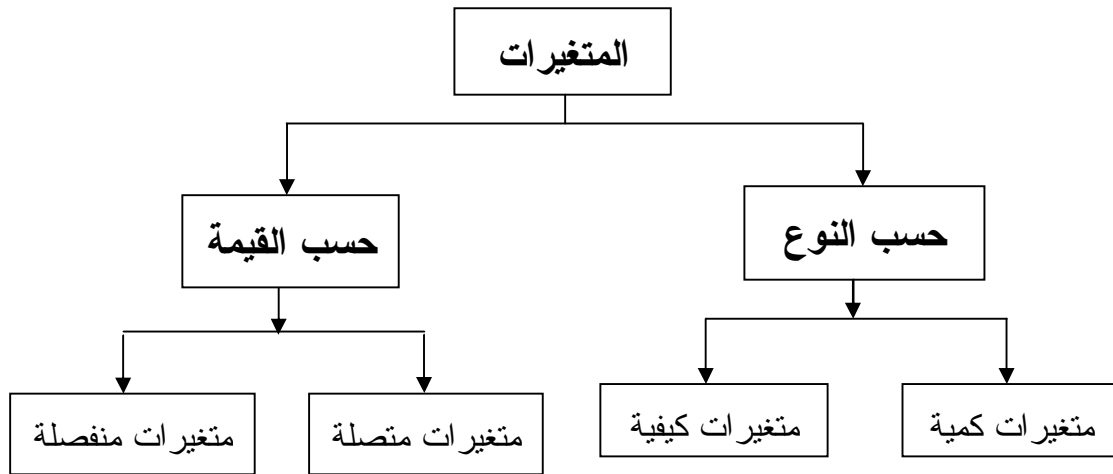 المتغيرات
حسب النوع
حسب القيمة
متغيرات كمية
متغيرات كيفية
متغيرات متصلة
متغيرات منفصلة